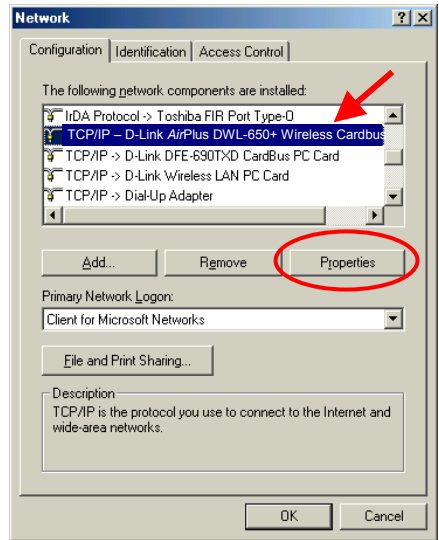 Network
? X
Configuration Identification Access Control
The following network components are installed:
IrDA Protocol -> Toshiba FIR Port Type-O
TCP/IP – D-Link AirPlus DWL-650+ Wireless Cardbus
TCP/IP -> D-Link DFE-690TXD CardBus PC Card
TCP/IP -> D-Link Wireless LAN PC Card
TCP/IP -> Dial-Up Adapter
Add... Remove Properties
Primary Network Logon:
Client for Microsoft Networks
File and Print Sharing...
Description
TCP/IP is the protocol you use to connect to the Internet and
wide-area networks.
OK Cancel